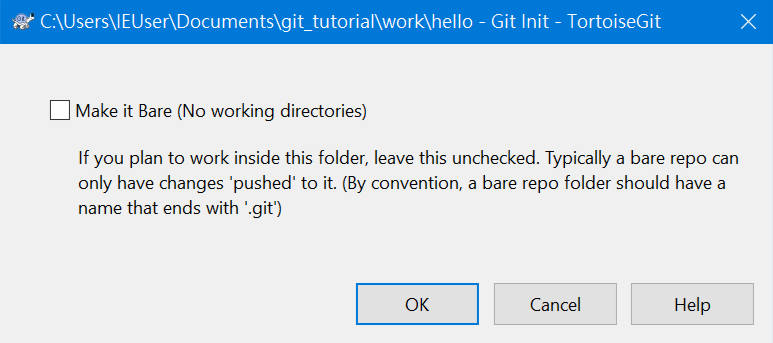 C:\Users\IEUser\Documents\git_tutorial\work\hello - Git Init - TortoiseGit
Make it Bare (No working directories)
If you plan to work inside this folder, leave this unchecked. Typically a bare repo can
only have changes 'pushed' to it. (By convention, a bare repo folder should have a
name that ends with '.git')
OK
Cancel
Help